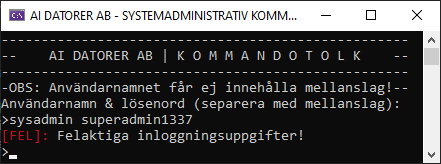 AI DATORER AB - SYSTEMADMINISTRATIV KOMM...
--------------------------------------------------
-- AI DATORER AB | K O M M A N D O T O L K --
--------------------------------------------------
-OBS: Användarnamnet får ej innehålla mellanslag!--
Användarnamn & lösenord (separera med mellanslag):
>sysadmin superadmin1337
[FEL]: Felaktiga inloggningsuppgifter!
>_